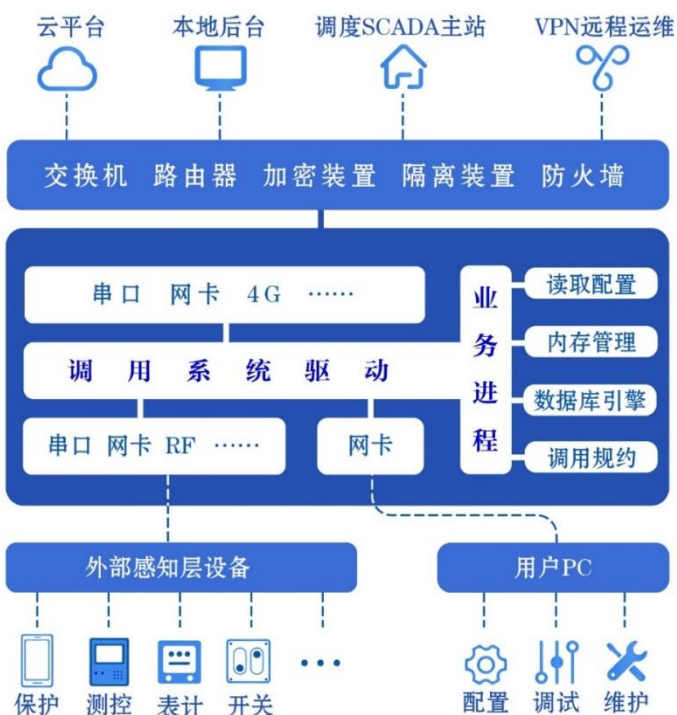 云平台 本地后台 调度SCADA主站 VPN远程运维
交换机 路由器 加密装置 隔离装置 防火墙
串口 网卡 4G ……
业务进程
读取配置
内存管理
数据库引擎
调用规约
调用系统驱动
串口 网卡 RF ……
网卡
外部感知层设备
用户PC
保护 测控 表计 开关
配置 调试 维护